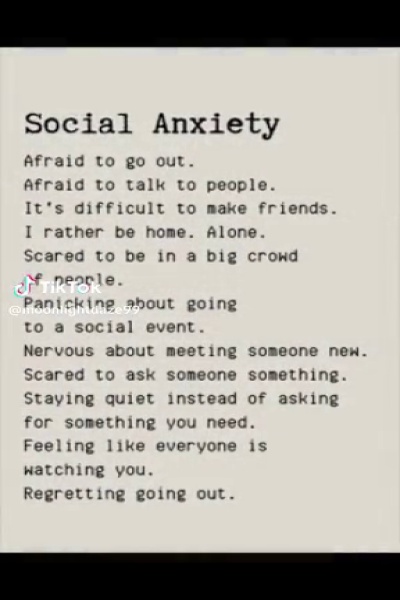 Social Anxiety
Afraid to go out.
Afraid to talk to people.
It's difficult to make friends.
I rather be home. Alone.
Scared to be in a big crowd
of people.
TikTok
Panicking about going
to a social event.
Nervous about meeting someone new.
Scared to ask someone something.
Staying quiet instead of asking
for something you need.
Feeling like everyone is
watching you.
Regretting going out.